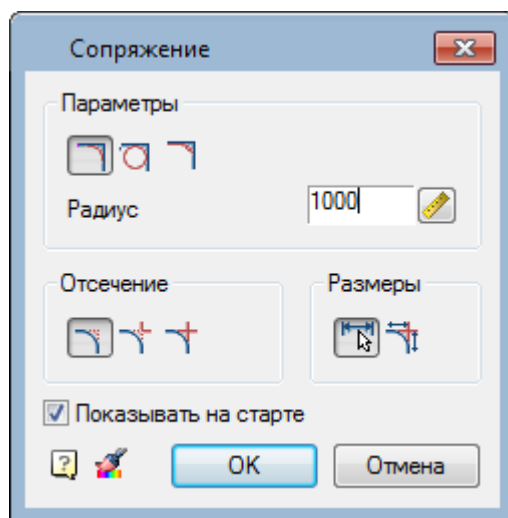 Сопряжение
Параметры
Радиус 1000
Отсечение Размеры
Показывать на старте
? OK Отмена